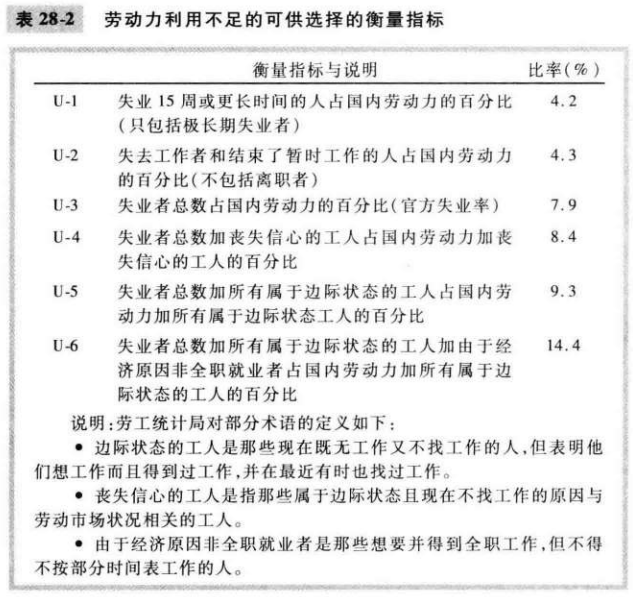 表 28-2 劳动力利用不足的可供选择的衡量指标
衡量指标与说明 比率(%)
U-1 失业 15 周或更长时间的人占国内劳动力的百分比 4.2
(只包括极长期失业者)
U-2 失去工作者和结束了暂时工作的人占国内劳动力 4.3
的百分比(不包括离职者)
U-3 失业者总数占国内劳动力的百分比(官方失业率) 7.9
U-4 失业者总数加丧失信心的工人占国内劳动力加丧 8.4
失信心的工人的百分比
U-5 失业者总数加所有属于边际状态的工人占国内劳 9.3
动力加所有属于边际状态工人的百分比
U-6 失业者总数加所有属于边际状态的工人加由于经 14.4
济原因非全职就业者占国内劳动力加所有属于边
际状态的工人的百分比
说明:劳工统计局对部分术语的定义如下:
• 边际状态的工人是那些现在既无工作又不找工作的人,但表明他
们想工作而且得到过工作,并在最近有时也找过工作。
• 丧失信心的工人是指那些属于边际状态且现在不找工作的原因与
劳动市场状况相关的工人。
• 由于经济原因非全职就业者是那些想要并得到全职工作,但不得
不按部分时间表工作的人。